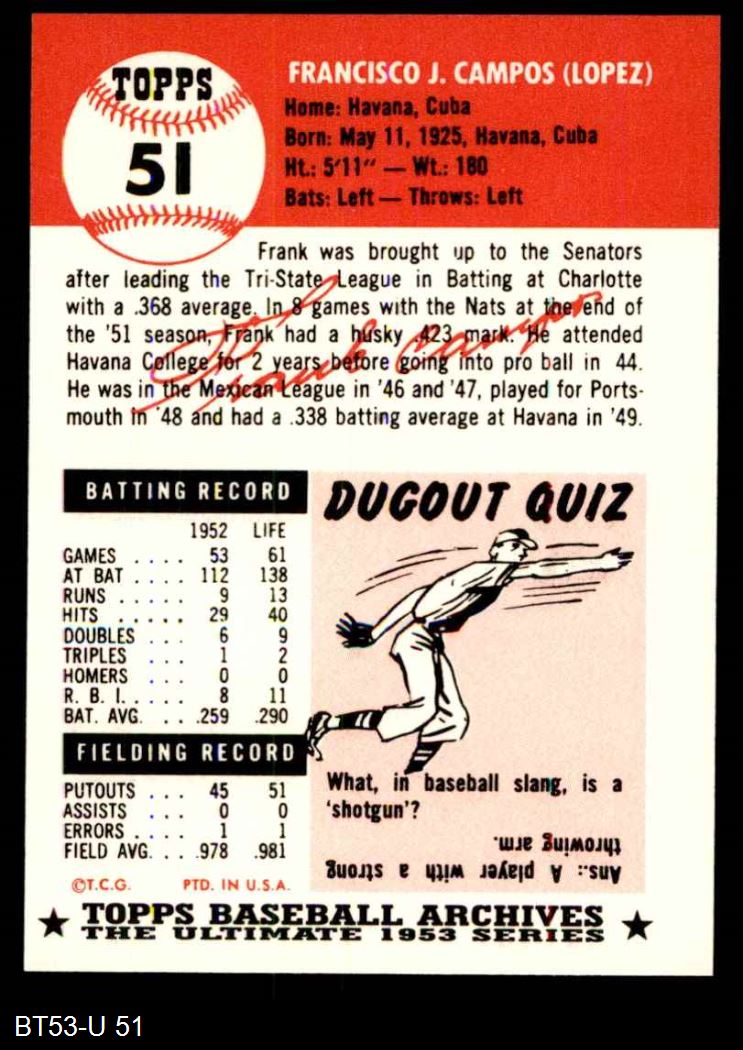 TOPPS
51
FRANCISCO J. CAMPOS (LOPEZ)
Home: Havana, Cuba
Born: May 11, 1925, Havana, Cuba
Ht.: 5'11" — Wt.: 180
Bats: Left — Throws: Left
Frank was brought up to the Senators
after leading the Tri-State League in Batting at Charlotte
with a .368 average. In 8 games with the Nats at the end of
the '51 season, Frank had a husky .423 mark. He attended
Havana College for 2 years before going into pro ball in 44.
He was in the Mexican League in '46 and '47, played for Ports-
mouth in '48 and had a .338 batting average at Havana in '49.
Frank Campos
BATTING RECORD
1952 LIFE
GAMES . . . . 53 61
AT BAT . . . . 112 138
RUNS . . . . . 9 13
HITS . . . . . 29 40
DOUBLES . . . 6 9
TRIPLES . . . 1 2
HOMERS . . . 0 0
R. B. I. . . . . 8 11
BAT. AVG. . . .259 .290
FIELDING RECORD
PUTOUTS . . . 45 51
ASSISTS . . . 0 0
ERRORS . . . . 1 1
FIELD AVG. . . .978 .981
©T.C.G. PTD. IN U.S.A.
DUGOUT QUIZ
What, in baseball slang, is a
'shotgun'?
Ans.: A player with a strong
throwing arm.
TOPPS BASEBALL ARCHIVES
THE ULTIMATE 1953 SERIES
BT53-U 51